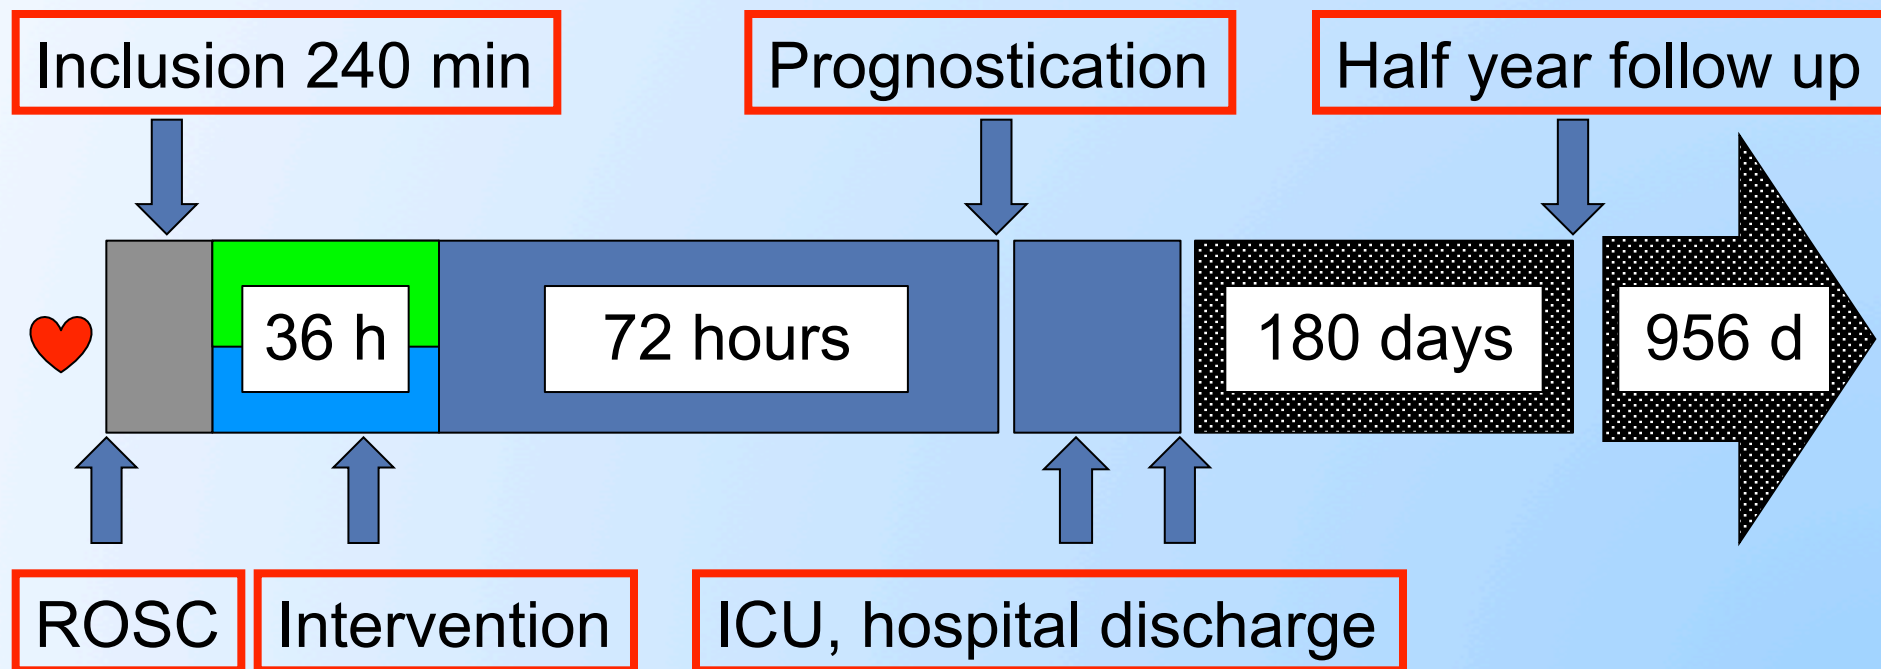 Inclusion 240 min
Prognostication
Half year follow up
36 h
72 hours
180 days
956 d
ROSC
Intervention
ICU, hospital discharge